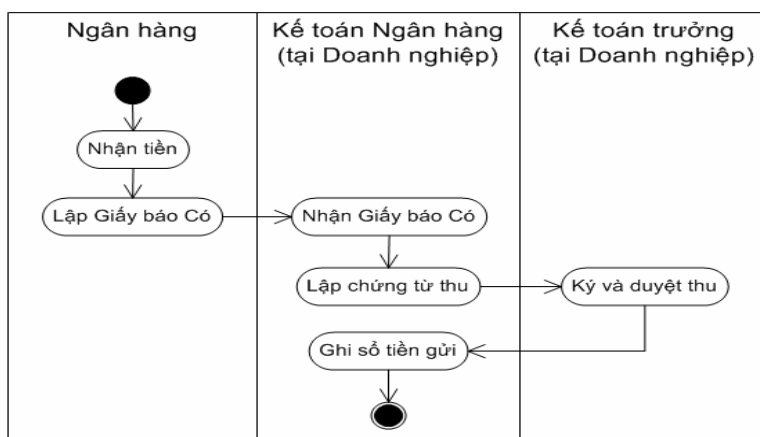 Ngân hàng
Kế toán Ngân hàng
(tại Doanh nghiệp)
Kế toán trưởng
(tại Doanh nghiệp)
Nhận tiền
Lập Giấy báo Có
Nhận Giấy báo Có
Lập chứng từ thu
Ký và duyệt thu
Ghi sổ tiền gửi